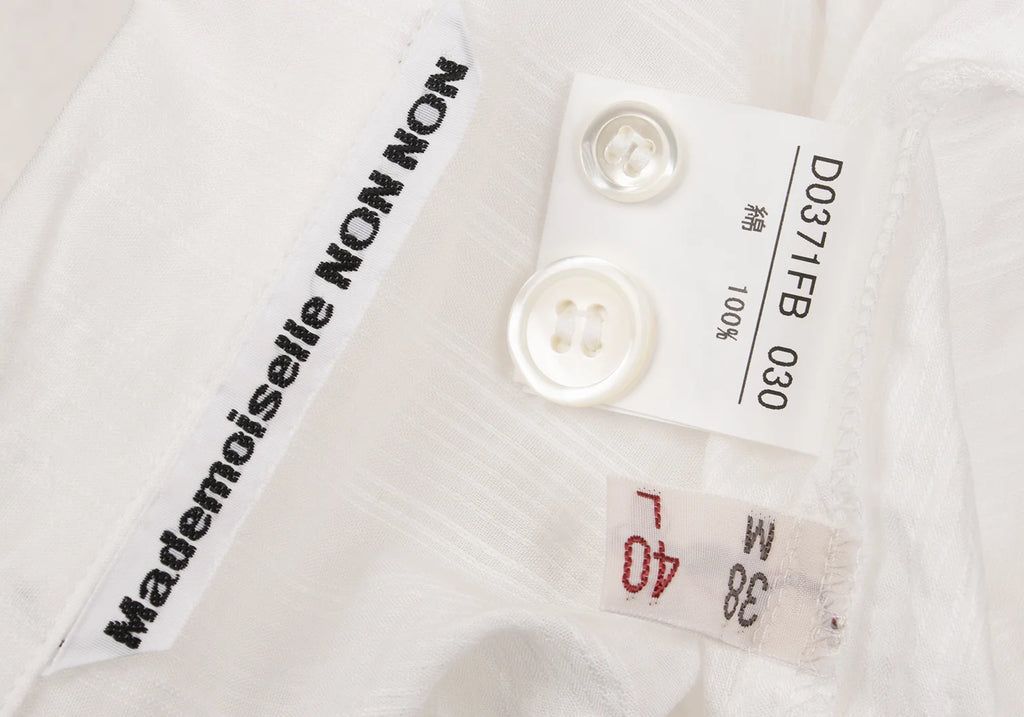 Mademoiselle NON NON
D0371FB 030
綿 100%
M 38
L 40